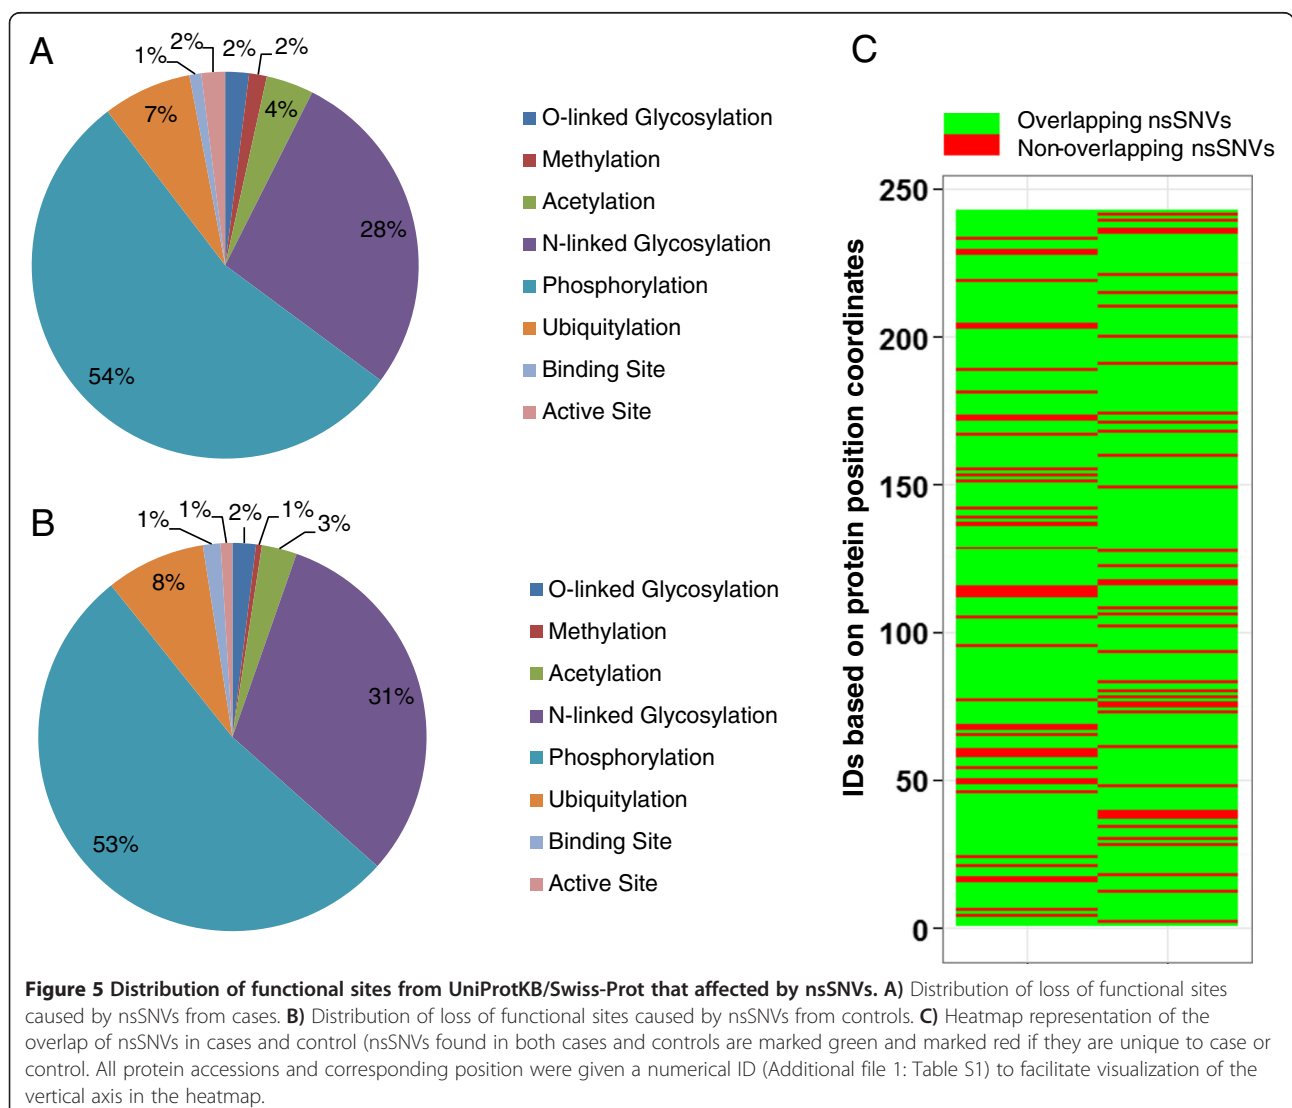 A
1%
2%
2%
2%
4%
7%
28%
54%
O-linked Glycosylation
Methylation
Acetylation
N-linked Glycosylation
Phosphorylation
Ubiquitylation
Binding Site
Active Site
B
1%
1%
2%
1%
3%
8%
31%
53%
O-linked Glycosylation
Methylation
Acetylation
N-linked Glycosylation
Phosphorylation
Ubiquitylation
Binding Site
Active Site
C
Overlapping nsSNVs
Non-overlapping nsSNVs
IDs based on protein position coordinates
250
200
150
100
50
0
Figure 5 Distribution of functional sites from UniProtKB/Swiss-Prot that affected by nsSNVs. A) Distribution of loss of functional sites
caused by nsSNVs from cases. B) Distribution of loss of functional sites caused by nsSNVs from controls. C) Heatmap representation of the
overlap of nsSNVs in cases and control (nsSNVs found in both cases and controls are marked green and marked red if they are unique to case or
control. All protein accessions and corresponding position were given a numerical ID (Additional file 1: Table S1) to facilitate visualization of the
vertical axis in the heatmap.